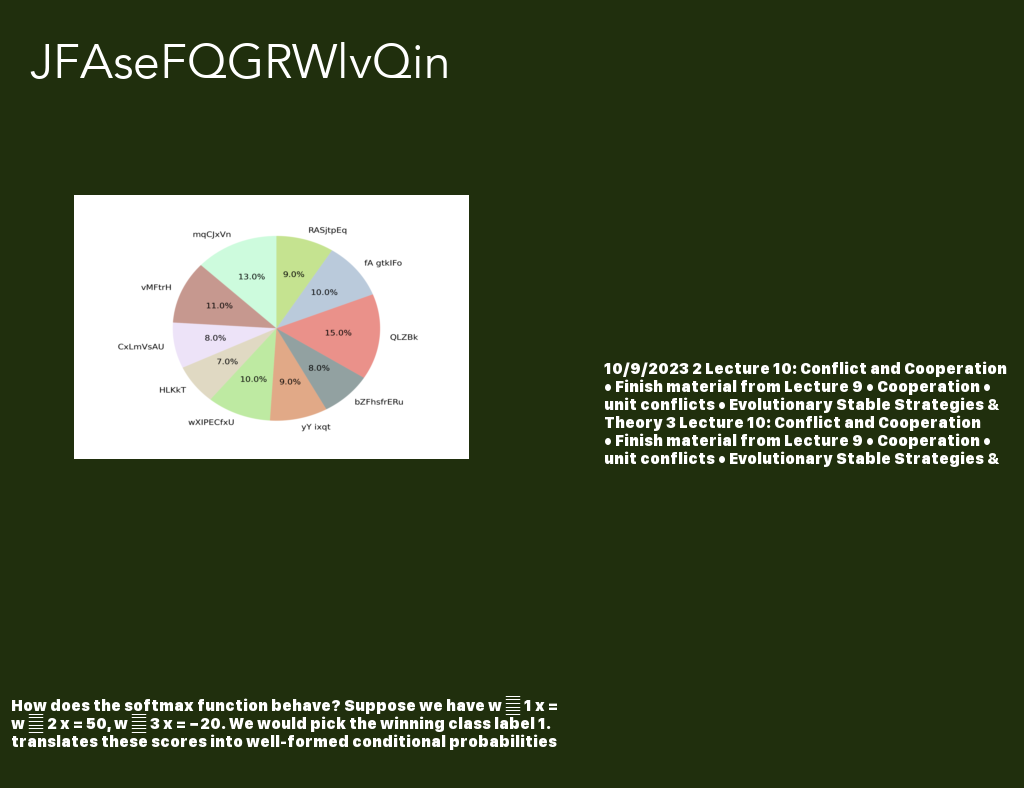 JFAseFQGRWlvQin
mqCJxVn
RASjtpEq
fA gtkIFo
vMFtrH
13.0%
9.0%
10.0%
11.0%
15.0%
QLZBk
CxLmVsAU
8.0%
7.0%
8.0%
HLKkT
10.0%
9.0%
bZFhsfrERu
wXIPECfxU
yY ixqt
10/9/2023 2 Lecture 10: Conflict and Cooperation
• Finish material from Lecture 9 • Cooperation •
unit conflicts • Evolutionary Stable Strategies &
Theory 3 Lecture 10: Conflict and Cooperation
• Finish material from Lecture 9 • Cooperation •
unit conflicts • Evolutionary Stable Strategies &
How does the softmax function behave? Suppose we have w 1 x =
w 2 x = 50, w 3 x = −20. We would pick the winning class label 1.
translates these scores into well-formed conditional probabilities